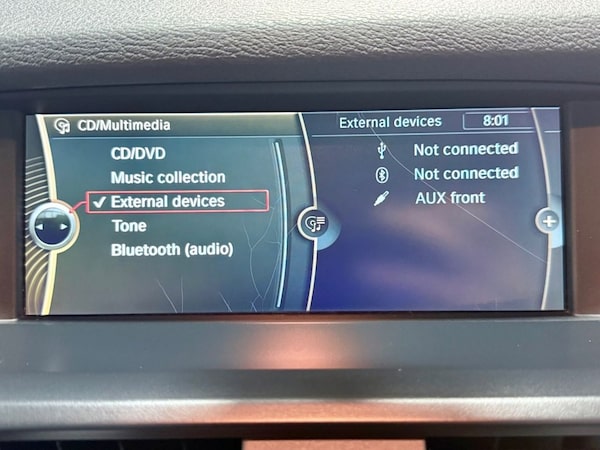 CD/Multimedia
CD/DVD
Music collection
External devices
Tone
Bluetooth (audio)
External devices 8:01
Not connected
Not connected
AUX front